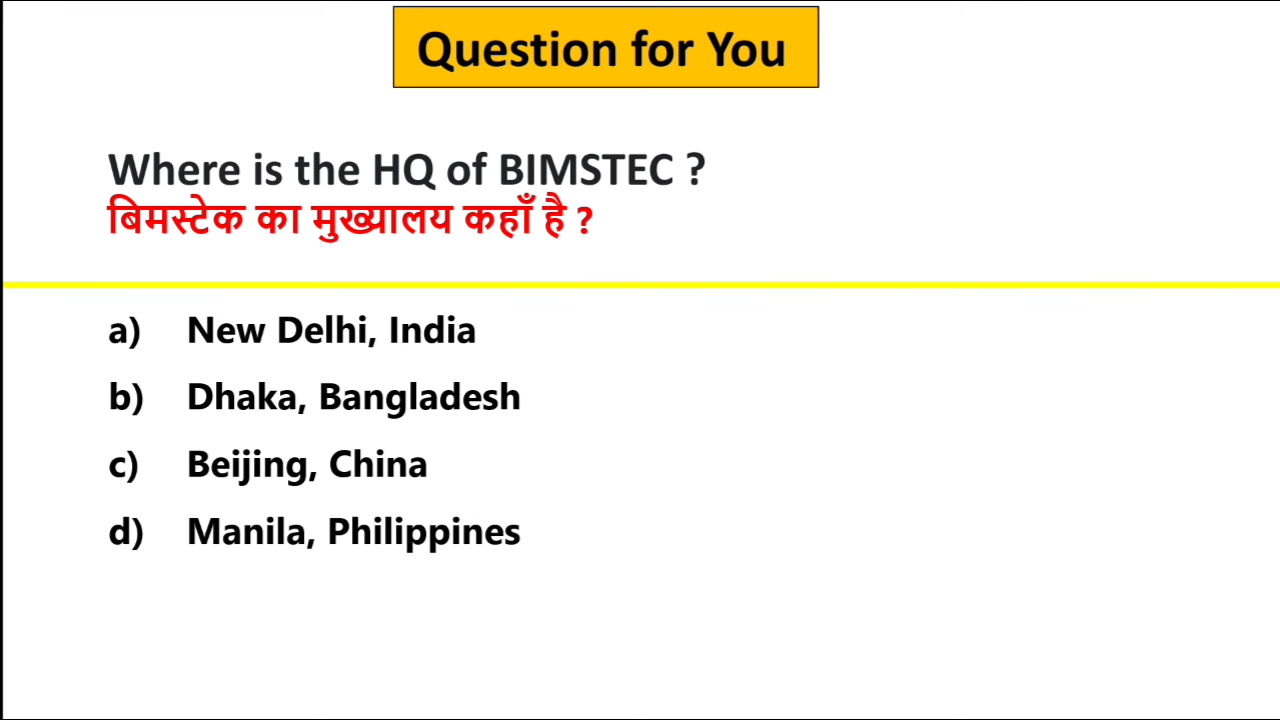 Question for You
Where is the HQ of BIMSTEC ?
बिमस्टेक का मुख्यालय कहाँ है ?
a) New Delhi, India
b) Dhaka, Bangladesh
c) Beijing, China
d) Manila, Philippines